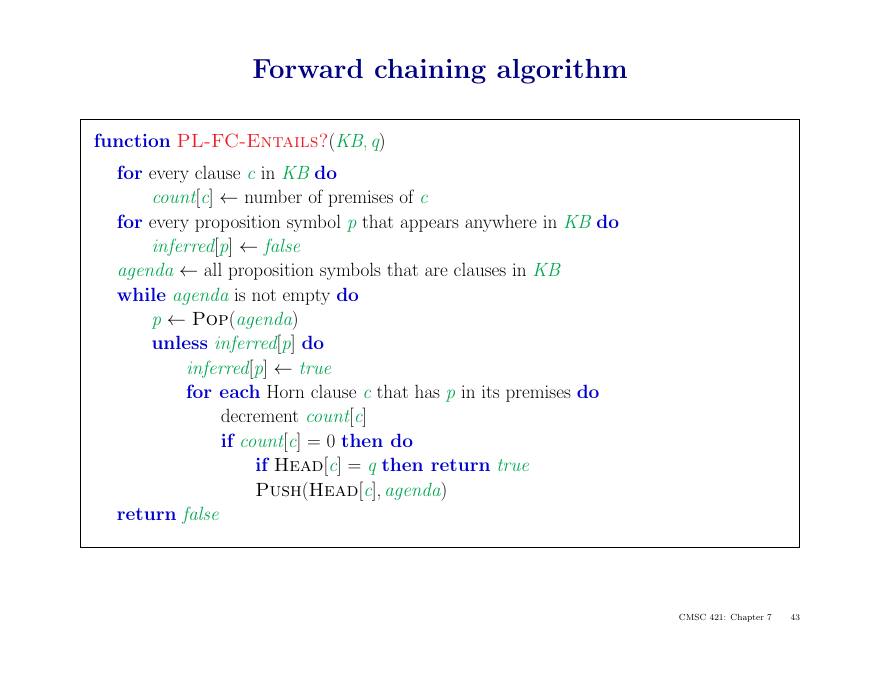 Forward chaining algorithm
function PL-FC-Entails?(KB, q)
for every clause c in KB do
count[c] ← number of premises of c
for every proposition symbol p that appears anywhere in KB do
inferred[p] ← false
agenda ← all proposition symbols that are clauses in KB
while agenda is not empty do
p ← Pop(agenda)
unless inferred[p] do
inferred[p] ← true
for each Horn clause c that has p in its premises do
decrement count[c]
if count[c] = 0 then do
if Head[c] = q then return true
Push(Head[c], agenda)
return false
CMSC 421: Chapter 7 43